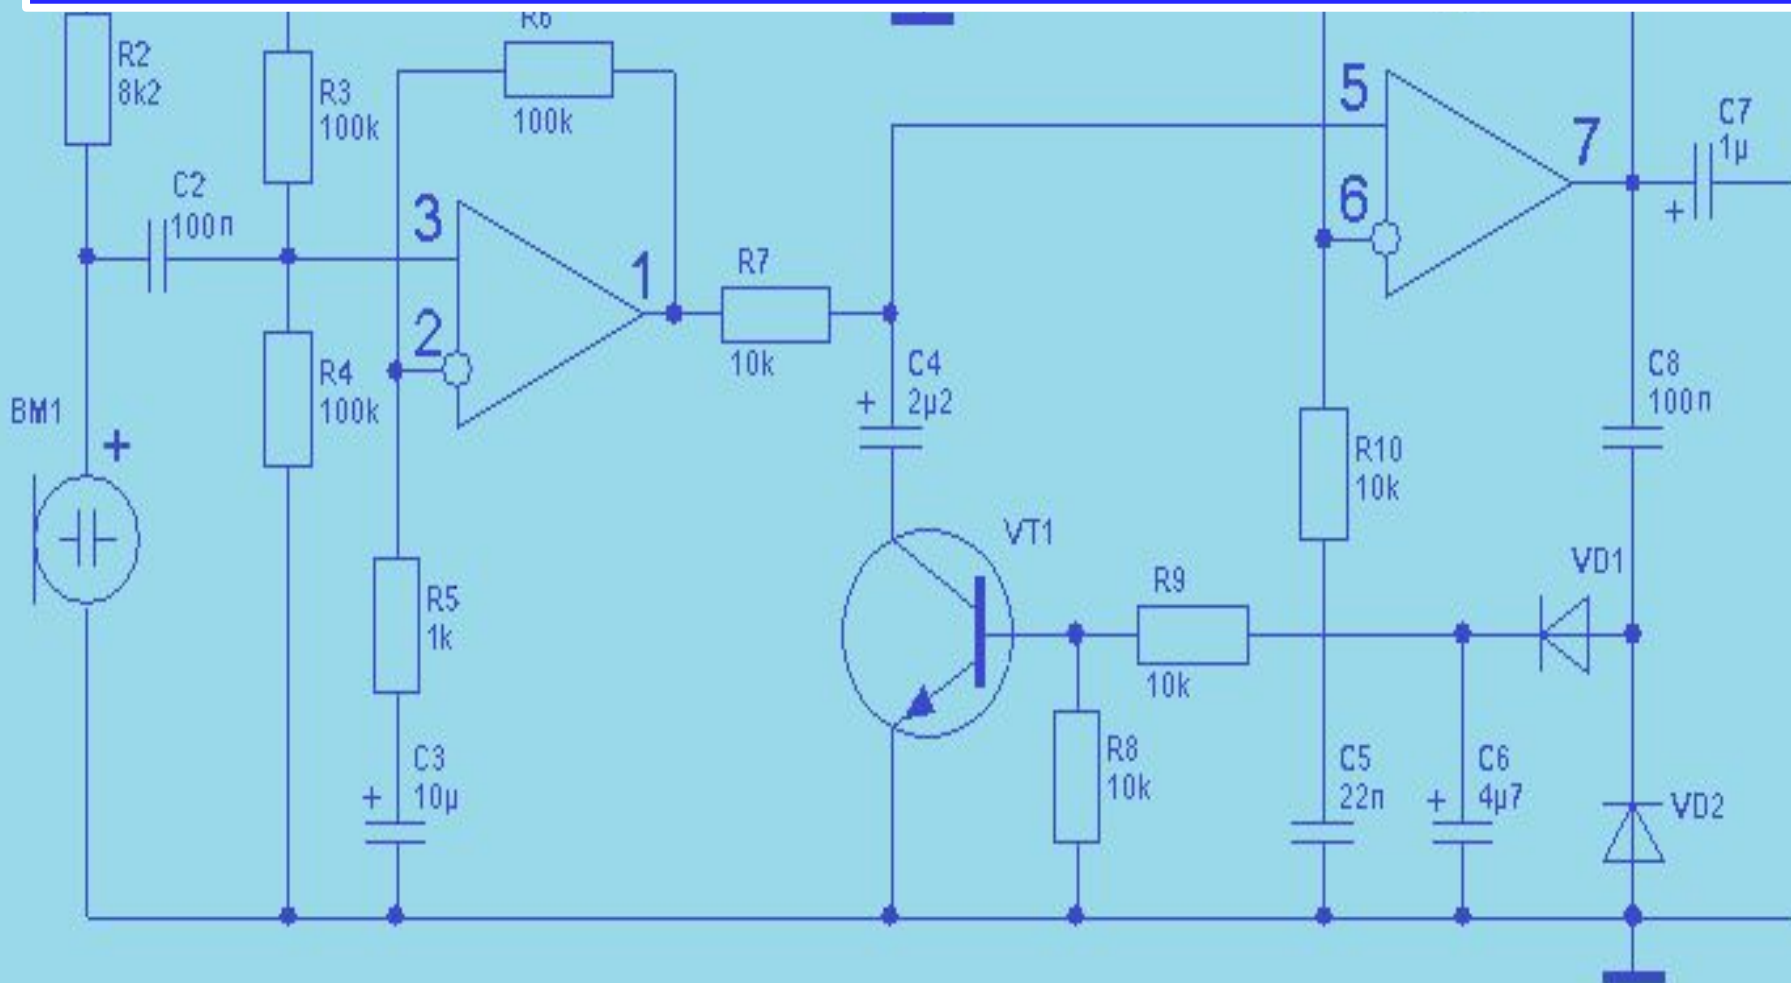 R6
R2
8k2
R3
100k
100k
5
C7
1µ
7
C2
100n
3
6
1
R7
2
10k
R4
100k
C4
+ 2µ2
C8
100n
BM1
+
R10
10k
VT1
VD1
R9
10k
R5
1k
C3
+ 10µ
R8
10k
C5
22n
C6
+ 4µ7
VD2
+